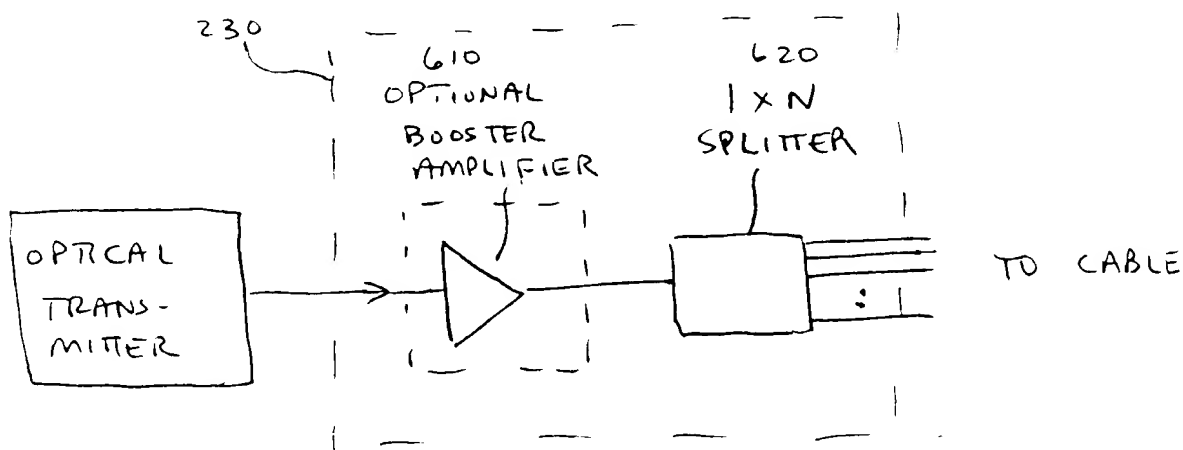 230
610
OPTIONAL
BOOSTER
AMPLIFIER
620
1 X N
SPLITTER
OPTICAL
TRANS-
MITTER
TO CABLE